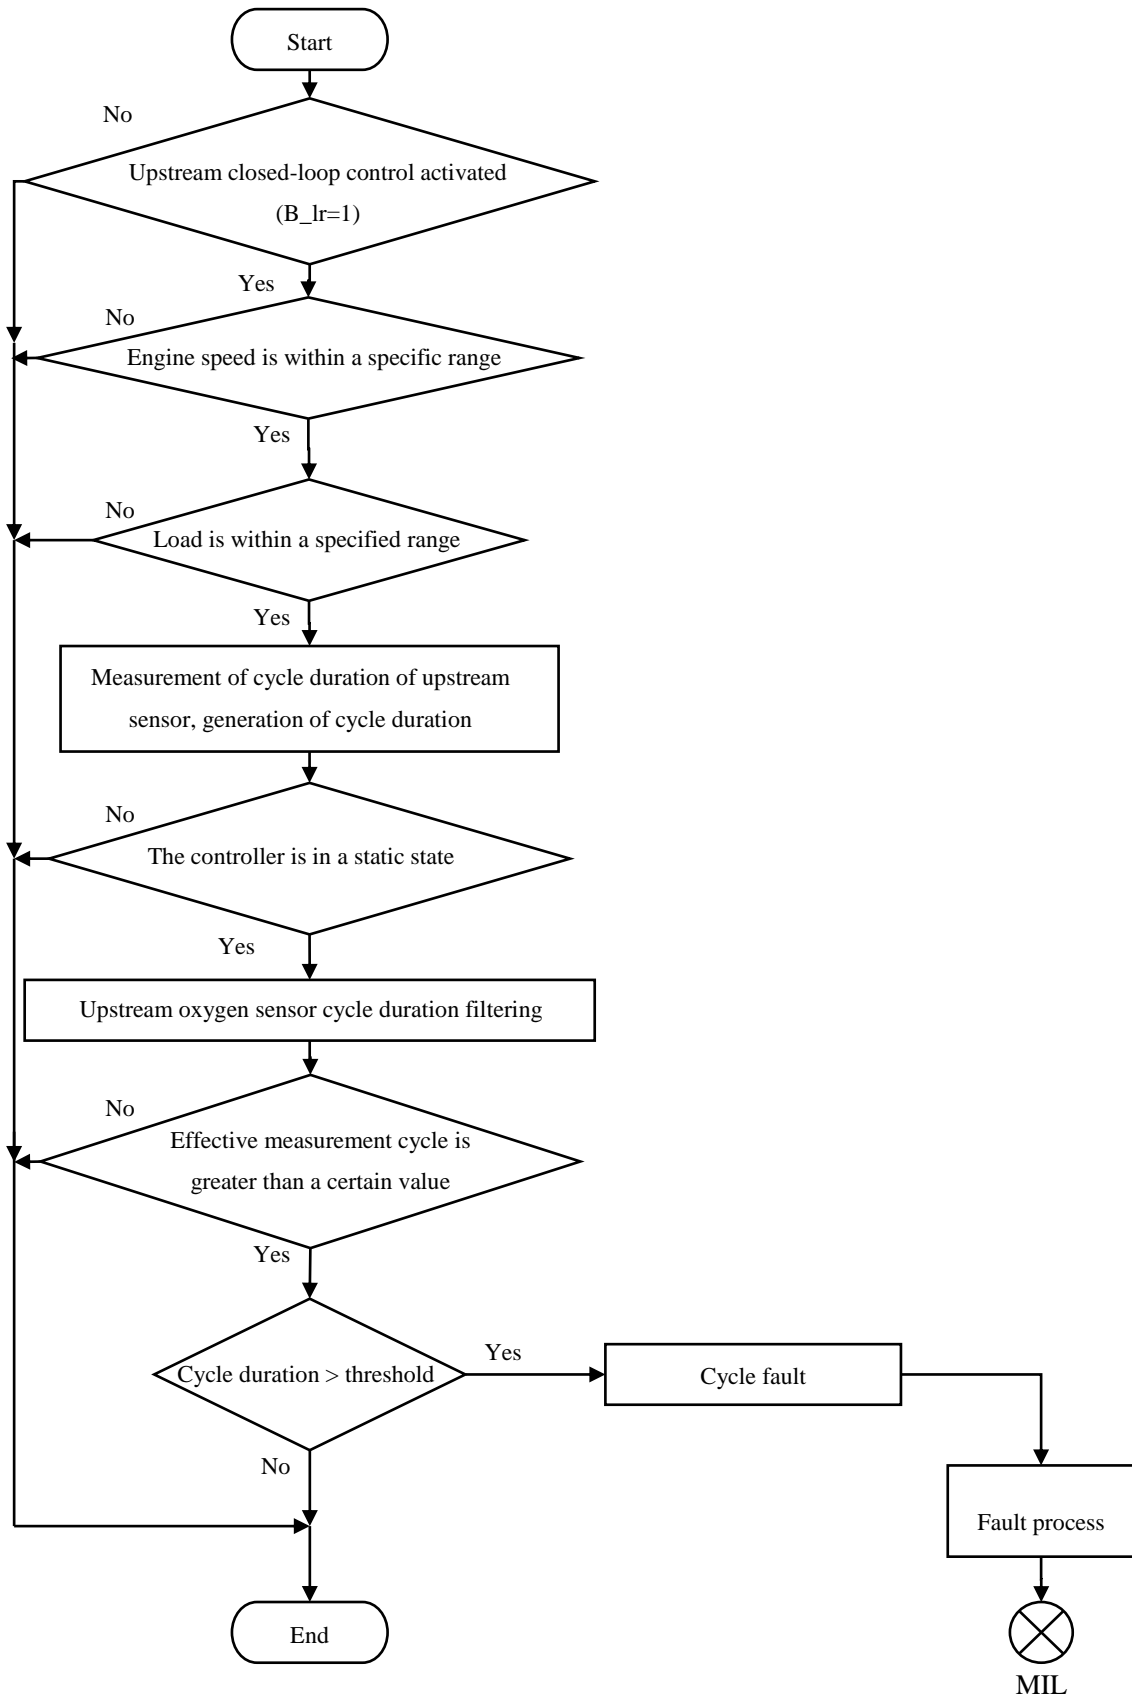 Start
No
Upstream closed-loop control activated
(B_lr=1)
Yes
No
Engine speed is within a specific range
Yes
No
Load is within a specified range
Yes
Measurement of cycle duration of upstream
sensor, generation of cycle duration
No
The controller is in a static state
Yes
Upstream oxygen sensor cycle duration filtering
No
Effective measurement cycle is
greater than a certain value
Yes
Cycle duration > threshold
Yes
Cycle fault
No
Fault process
End
MIL